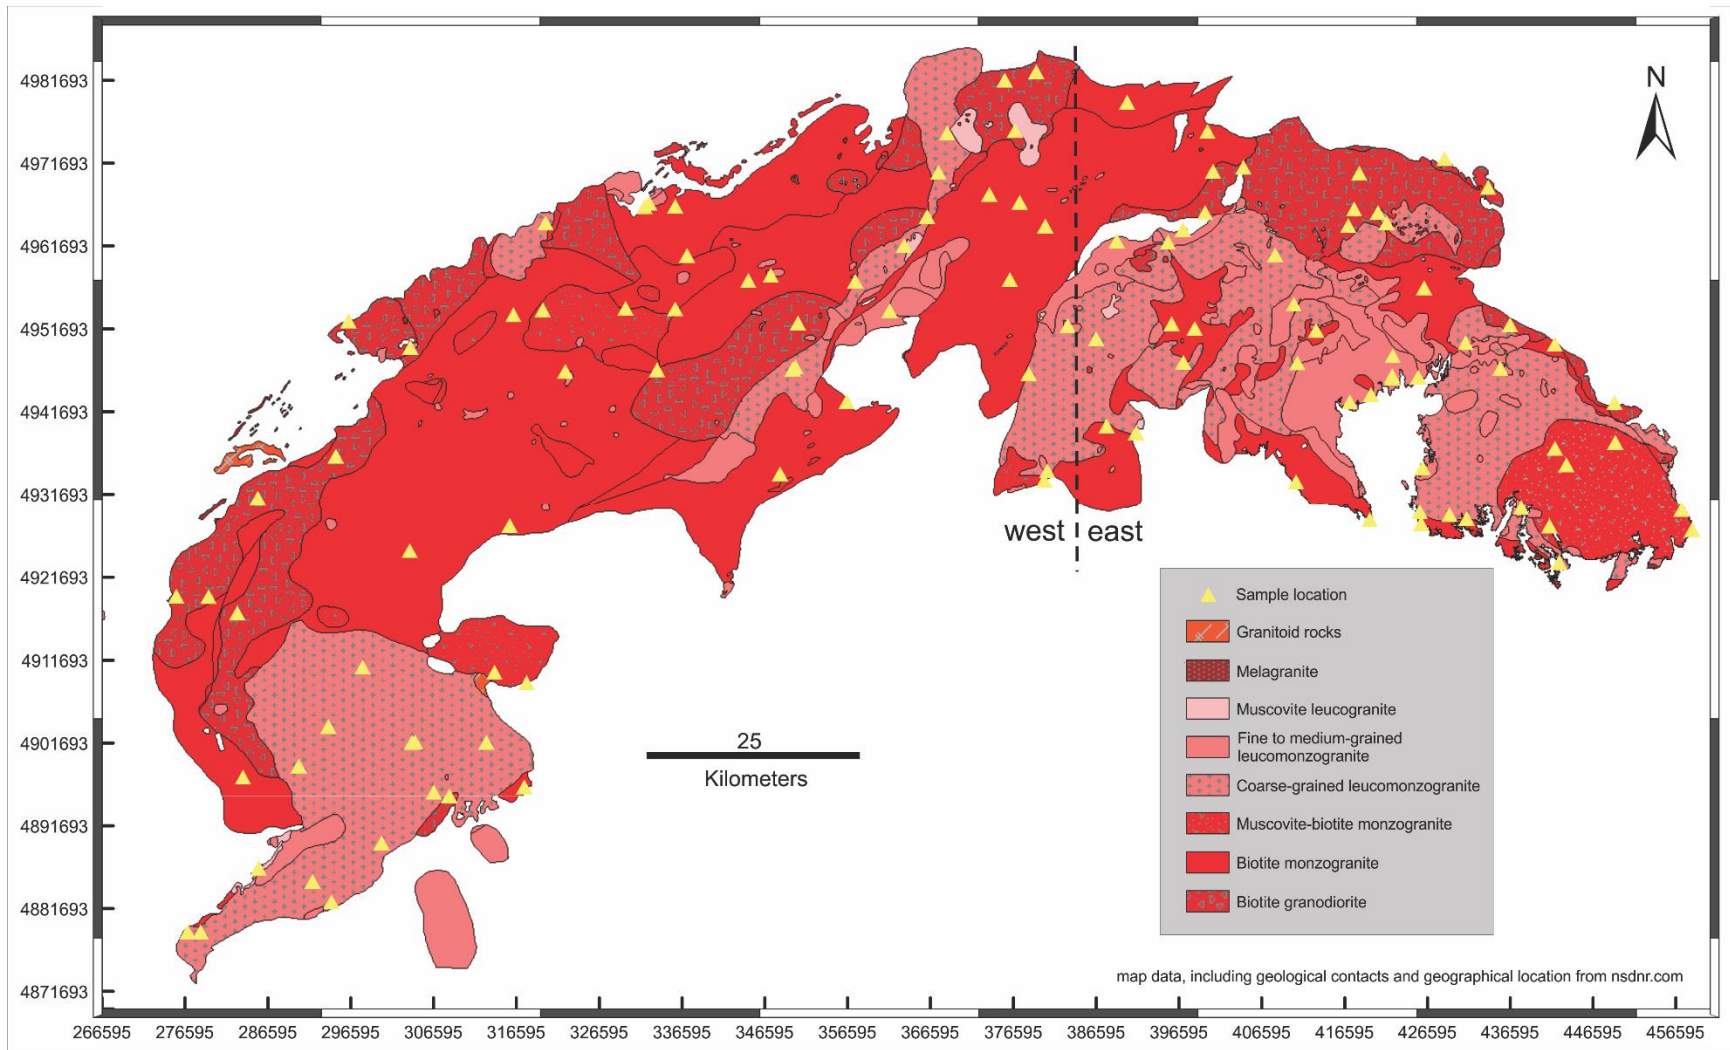 4981693
4971693
4961693
4951693
4941693
4931693
4921693
4911693
4901693
4891693
4881693
4871693
N
west
east
25
Kilometers
Sample location
Granitoid rocks
Melagranite
Muscovite leucogranite
Fine to medium-grained
leucomonzogranite
Coarse-grained leucomonzogranite
Muscovite-biotite monzogranite
Biotite monzogranite
Biotite granodiorite
map data, including geological contacts and geographical location from nsdnr.com
266595 276595 286595 296595 306595 316595 326595 336595 346595 356595 366595 376595 386595 396595 406595 416595 426595 436595 446595 456595